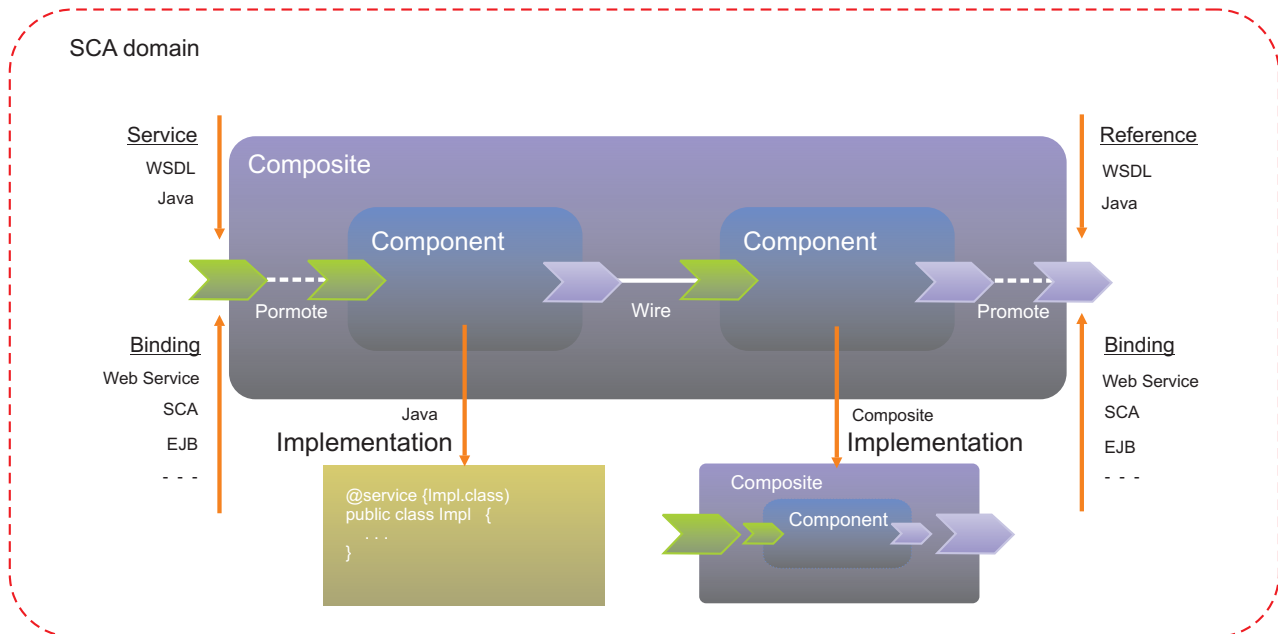 SCA domain
Service
WSDL
Java
Composite
Component
Component
Reference
WSDL
Java
Pormote
Wire
Promote
Binding
Web Service
SCA
EJB
- - -
Binding
Web Service
SCA
EJB
- - -
Java
Implementation
Composite
Implementation
@service {Impl.class)
public class Impl {
. . .
}
Composite
Component